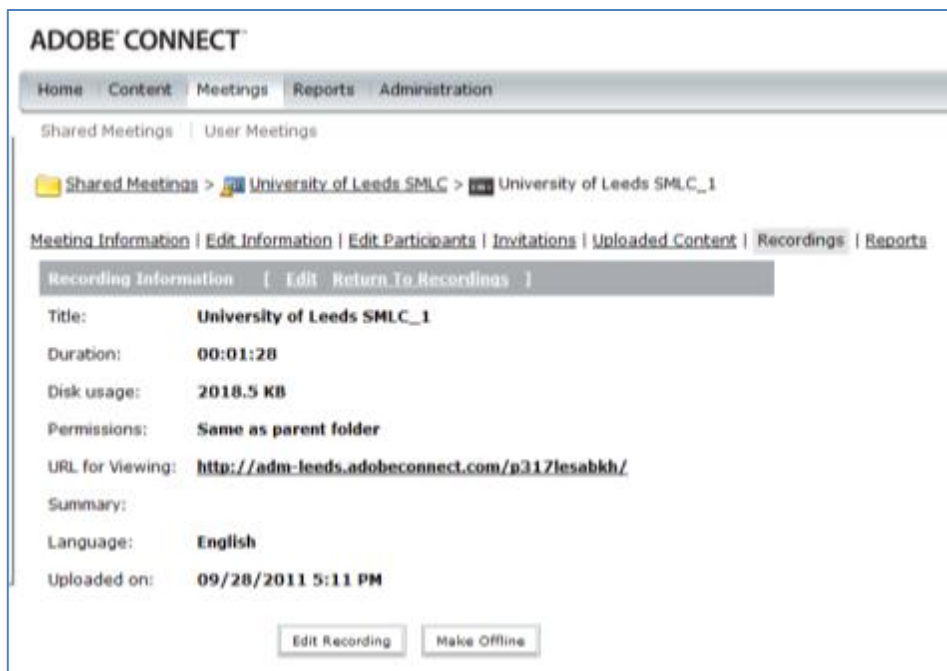 ADOBE® CONNECT™
Home Content Meetings Reports Administration
Shared Meetings | User Meetings
Shared Meetings > University of Leeds SMLC > University of Leeds SMLC_1
Meeting Information | Edit Information | Edit Participants | Invitations | Uploaded Content | Recordings | Reports
Recording Information [ Edit Return To Recordings ]
Title: University of Leeds SMLC_1
Duration: 00:01:28
Disk usage: 2018.5 KB
Permissions: Same as parent folder
URL for Viewing: http://adm-leeds.adobeconnect.com/p317lesabkh/
Summary:
Language: English
Uploaded on: 09/28/2011 5:11 PM
Edit Recording Make Offline